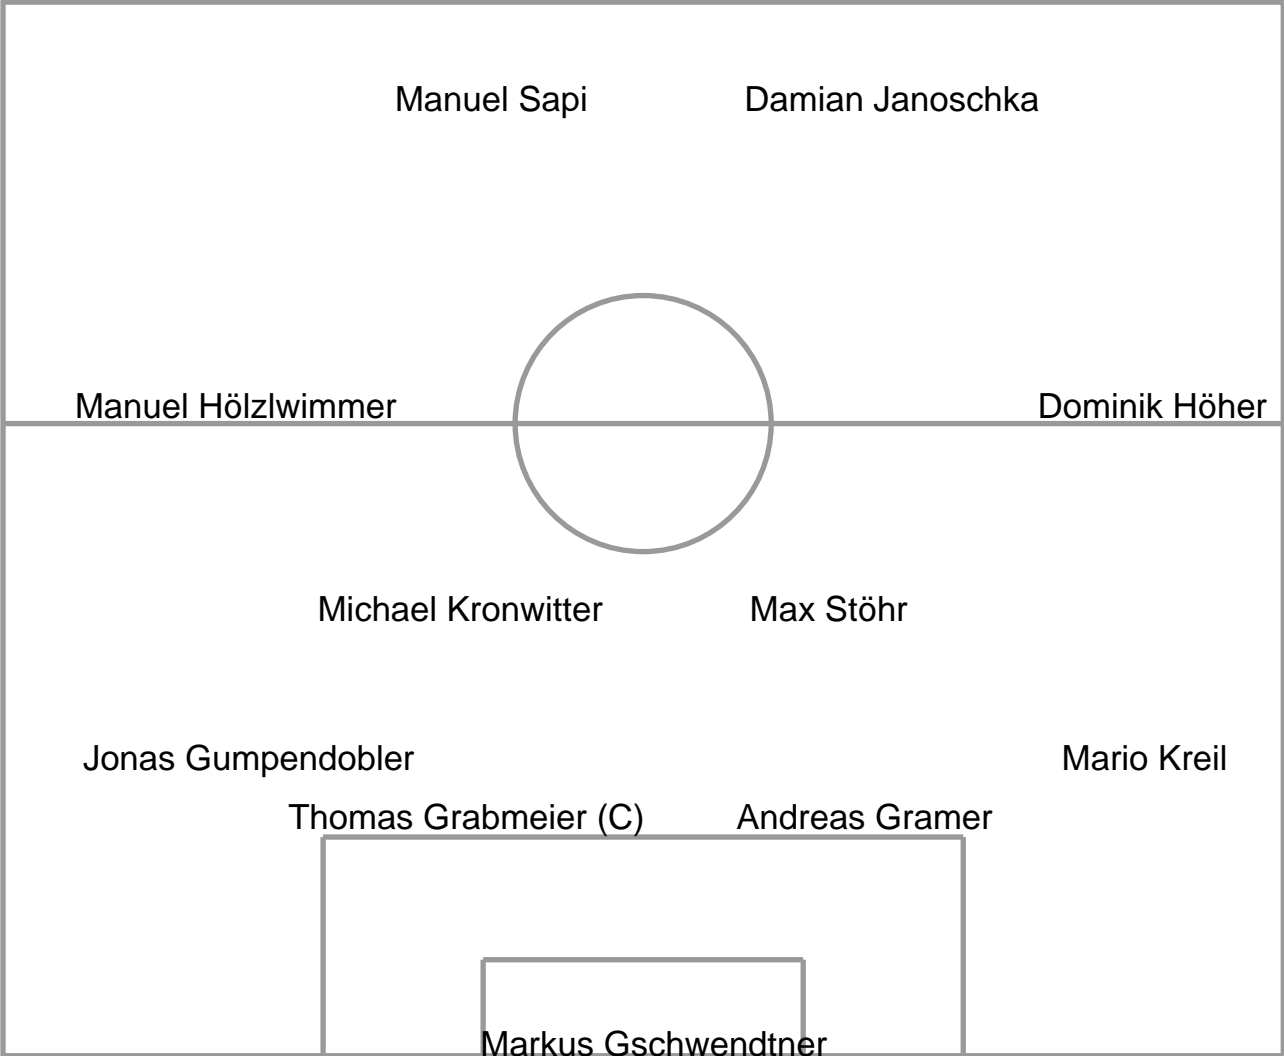 Manuel Sapi Damian Janoschka
Manuel Hölzlwimmer Dominik Höher
Michael Kronwitter Max Stöhr
Jonas Gumpendobler Mario Kreil
Thomas Grabmeier (C) Andreas Gramer
Markus Gschwendtner